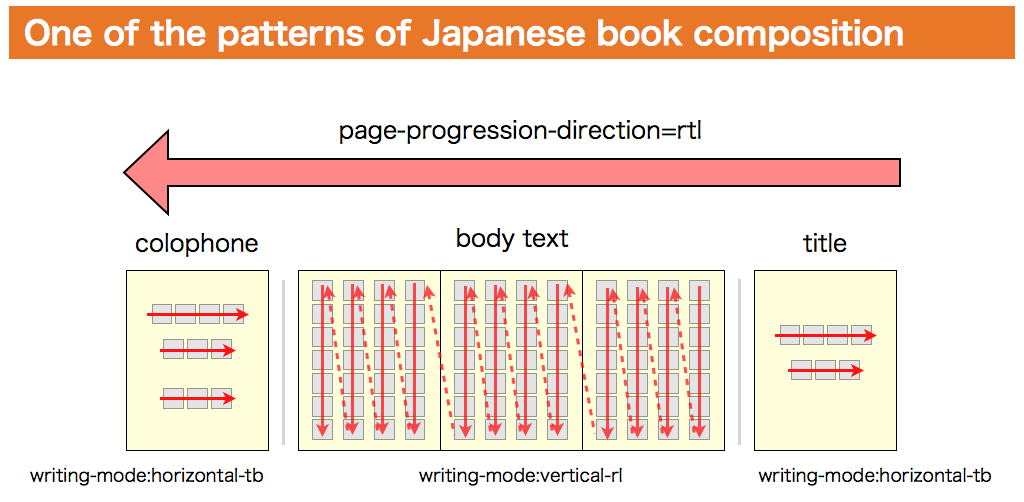 One of the patterns of Japanese book composition
page-progression-direction=rtl
colophone
body text
title
writing-mode:horizontal-tb
writing-mode:vertical-rl
writing-mode:horizontal-tb